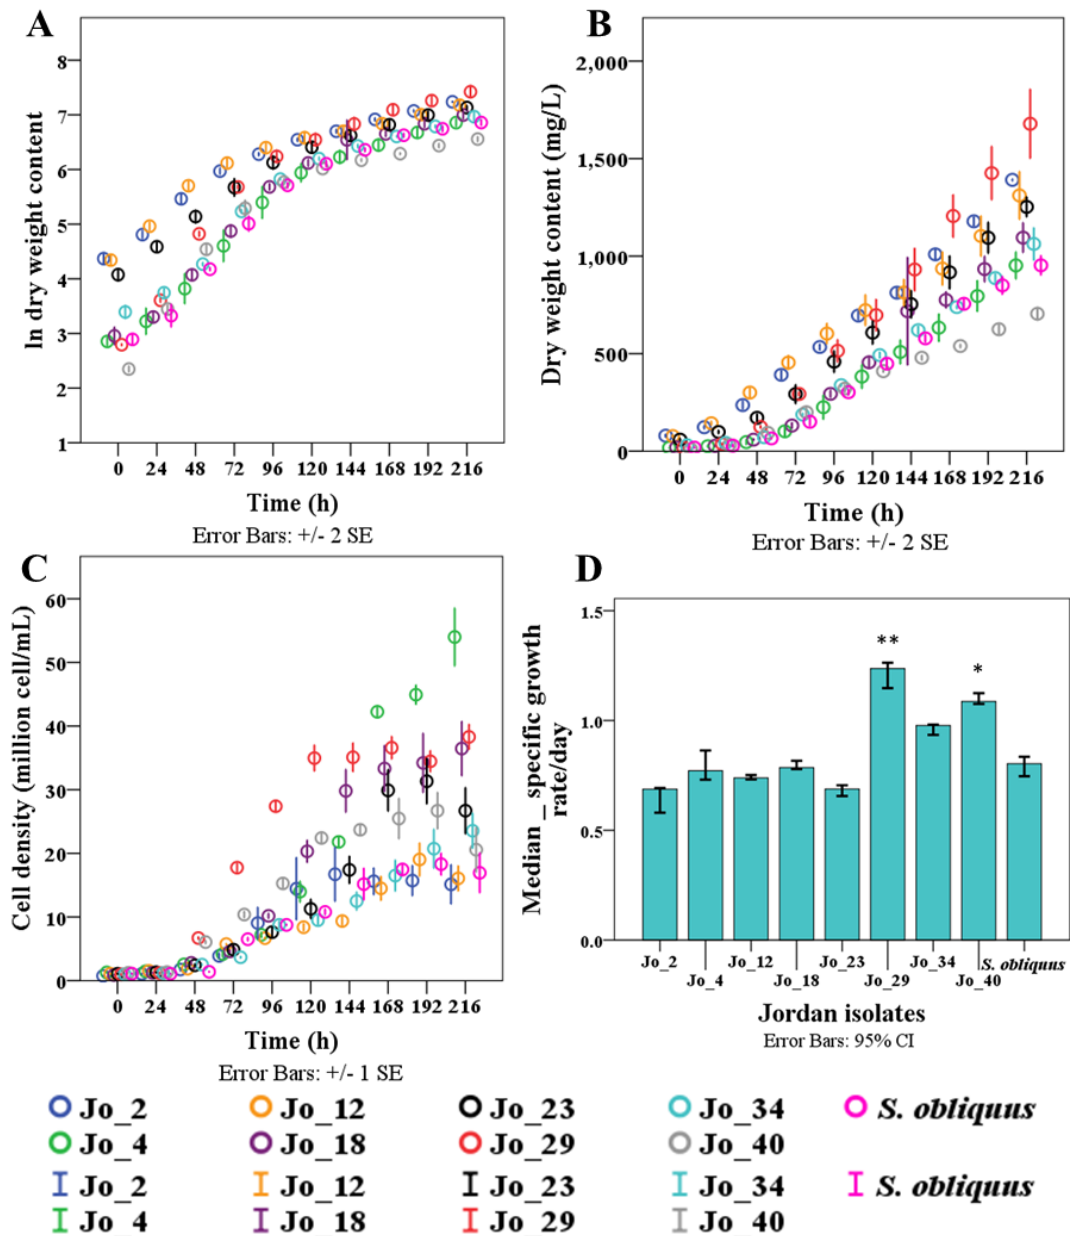 A
ln dry weight content
8
7
6
5
4
3
2
1
0 24 48 72 96 120 144 168 192 216
Time (h)
Error Bars: +/- 2 SE
B
Dry weight content (mg/L)
2,000
1,500
1,000
500
0
0 24 48 72 96 120 144 168 192 216
Time (h)
Error Bars: +/- 2 SE
C
Cell density (million cell/mL)
60
50
40
30
20
10
0
0 24 48 72 96 120 144 168 192 216
Time (h)
Error Bars: +/- 1 SE
D
Median_specific growth
rate/day
1.5
1.0
0.5
0.0
** *
Jo_2 Jo_12 Jo_23 Jo_34 S. obliquus
Jo_4 Jo_18 Jo_29 Jo_40
Jordan isolates
Error Bars: 95% CI
Jo_2 Jo_12 Jo_23 Jo_34 S. obliquus
Jo_4 Jo_18 Jo_29 Jo_40
Jo_2 Jo_12 Jo_23 Jo_34 S. obliquus
Jo_4 Jo_18 Jo_29 Jo_40